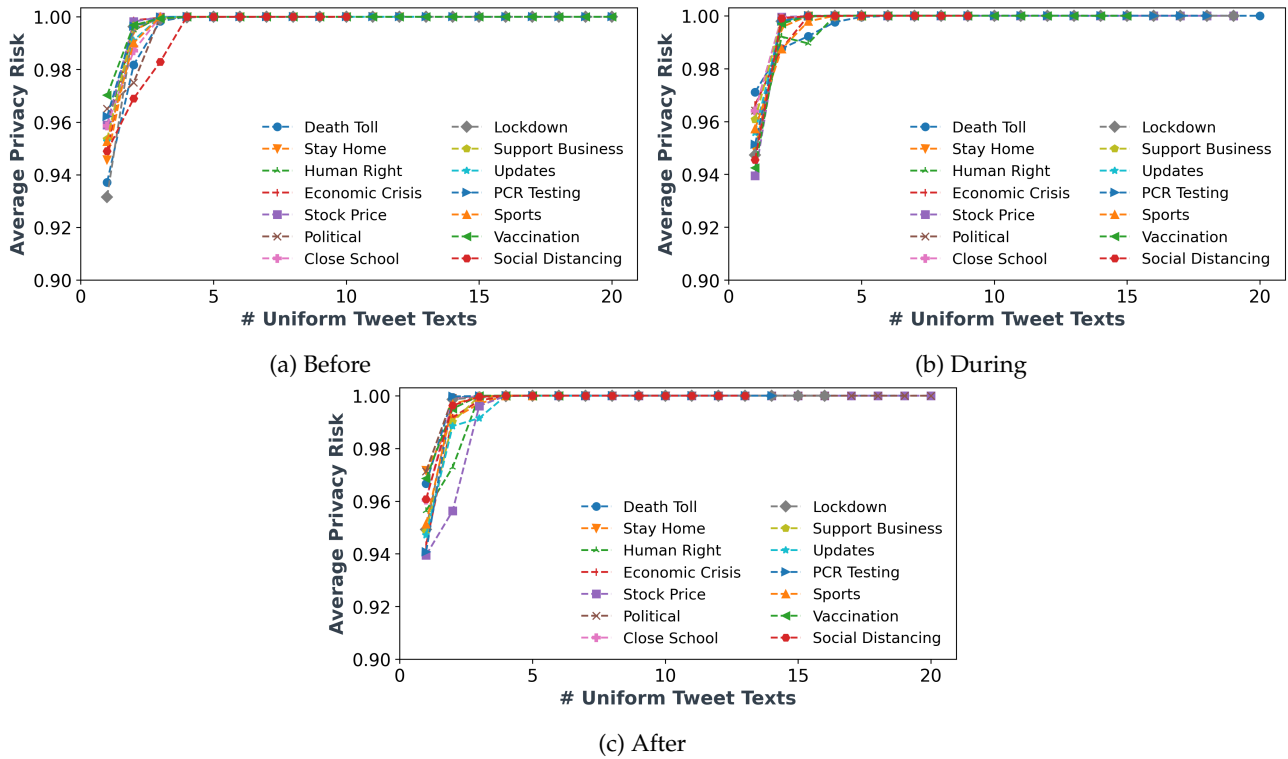 1.00
0.98
0.96
0.94
0.92
0.90
0
5
10
15
20
Average Privacy Risk
# Uniform Tweet Texts
Death Toll
Stay Home
Human Right
Economic Crisis
Stock Price
Political
Close School
Lockdown
Support Business
Updates
PCR Testing
Sports
Vaccination
Social Distancing
(a) Before
1.00
0.98
0.96
0.94
0.92
0.90
0
5
10
15
20
Average Privacy Risk
# Uniform Tweet Texts
Death Toll
Stay Home
Human Right
Economic Crisis
Stock Price
Political
Close School
Lockdown
Support Business
Updates
PCR Testing
Sports
Vaccination
Social Distancing
(b) During
1.00
0.98
0.96
0.94
0.92
0.90
0
5
10
15
20
Average Privacy Risk
# Uniform Tweet Texts
Death Toll
Stay Home
Human Right
Economic Crisis
Stock Price
Political
Close School
Lockdown
Support Business
Updates
PCR Testing
Sports
Vaccination
Social Distancing
(c) After